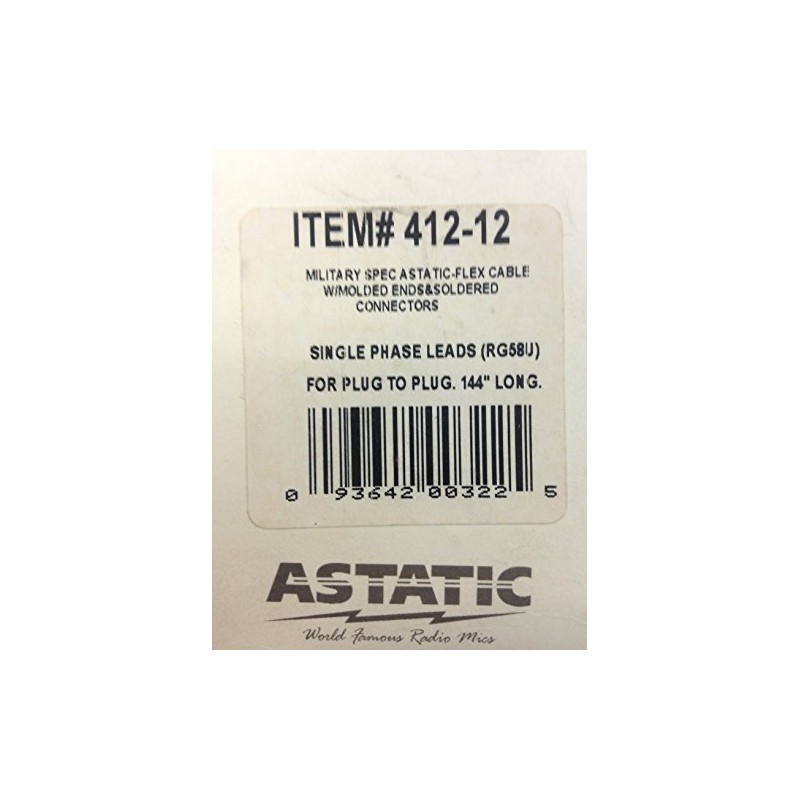 ITEM# 412-12
MILITARY SPEC ASTATIC-FLEX CABLE
W/MOLDED ENDS&SOLDERED
CONNECTORS
SINGLE PHASE LEADS (RG58U)
FOR PLUG TO PLUG. 144" LONG.
0 93642 00322 5
ASTATIC
World Famous Radio Mics